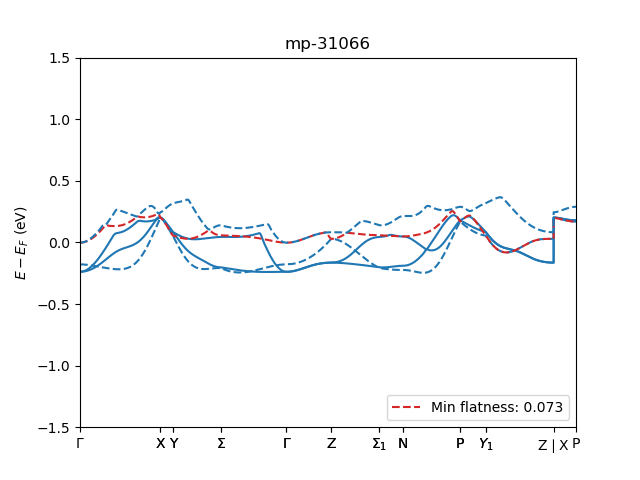 mp-31066
E − E_F (eV)
1.5
1.0
0.5
0.0
−0.5
−1.0
−1.5
Min flatness: 0.073
Γ X Y Σ Γ Z Σ₁ N P Y₁ Z | X P